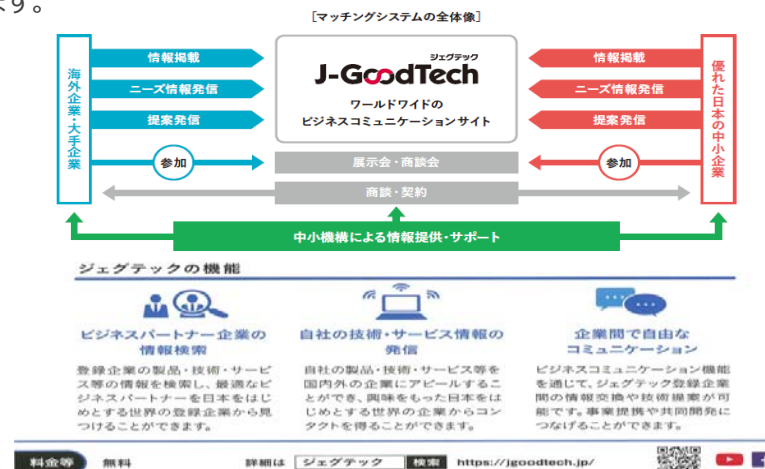 ます。
［マッチングシステムの全体像］
海外企業・大手企業
情報掲載
ニーズ情報発信
提案発信
参加
ジェグテック
J-GoodTech
ワールドワイドの
ビジネスコミュニケーションサイト
展示会・商談会
商談・契約
情報掲載
ニーズ情報発信
提案発信
参加
優れた日本の中小企業
中小機構による情報提供・サポート
ジェグテックの機能
ビジネスパートナー企業の
情報検索
登録企業の製品・技術・サービ
ス等の情報を検索し、最適なビ
ジネスパートナーを日本をはじ
めとする世界の登録企業から見
つけることができます。
自社の技術・サービス情報の
発信
自社の製品・技術・サービス等を
国内外の企業にアピールするこ
とができ、興味をもった日本をは
じめとする世界の企業からコン
タクトを得ることができます。
企業間で自由な
コミュニケーション
ビジネスコミュニケーション機能
を通じて、ジェグテック登録企業
間の情報交換や技術提案が可
能です。事業提携や共同開発に
つなげることができます。
料金等 無料 詳細は ジェグテック 検索 https://jgoodtech.jp/